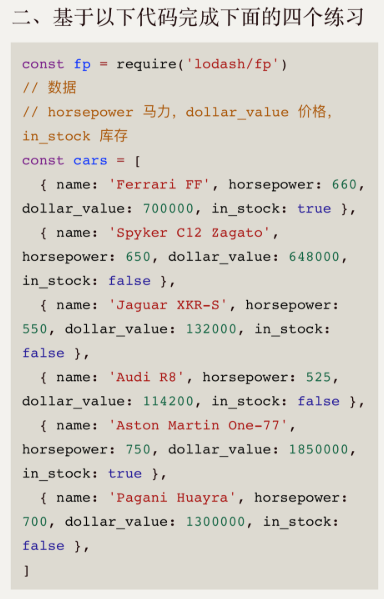 二、基于以下代码完成下面的四个练习
const fp = require('lodash/fp')
// 数据
// horsepower 马力，dollar_value 价格，
in_stock 库存
const cars = [
  { name: 'Ferrari FF', horsepower: 660,
dollar_value: 700000, in_stock: true },
  { name: 'Spyker C12 Zagato',
horsepower: 650, dollar_value: 648000,
in_stock: false },
  { name: 'Jaguar XKR-S', horsepower:
550, dollar_value: 132000, in_stock:
false },
  { name: 'Audi R8', horsepower: 525,
dollar_value: 114200, in_stock: false },
  { name: 'Aston Martin One-77',
horsepower: 750, dollar_value: 1850000,
in_stock: true },
  { name: 'Pagani Huayra', horsepower:
700, dollar_value: 1300000, in_stock:
false },
]